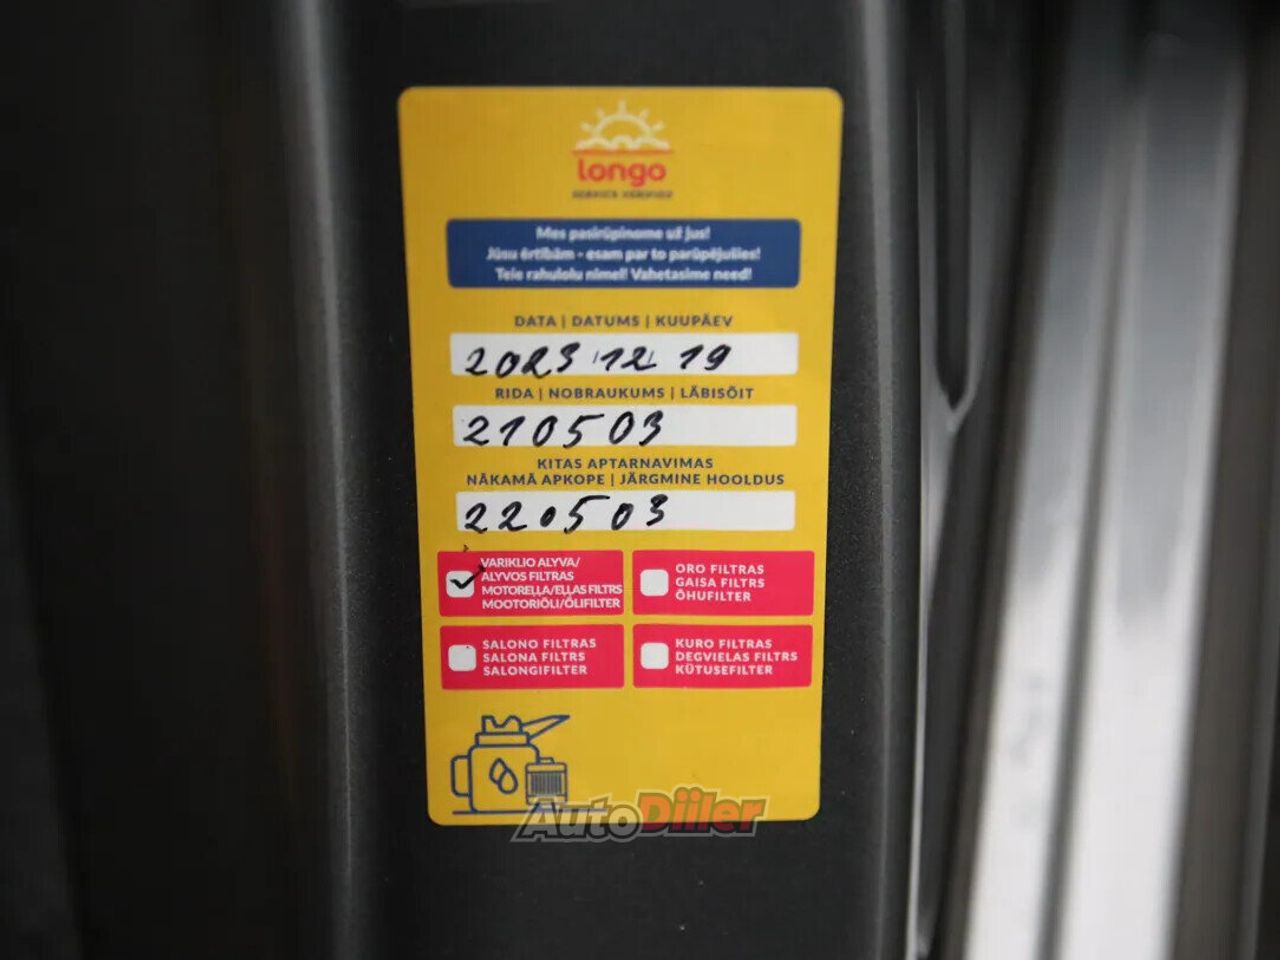 longo
Mes pasirūpinome už jus!
Jūsu ērtībām - esam par to parūpējušies!
Teie rahulolu nimel! Vahetasime need!
DATA | DATUMS | KUUPÄEV
2023 12 19
RIDA | NOBRAUKUMS | LÄBISÕIT
210503
KITAS APTARNAVIMAS
NĀKAMĀ APKOPE | JÄRGMINE HOOLDUS
220503
VARIKLIO ALYVA/
ALYVOS FILTRAS
MOTORELLA/ELLAS FILTRS
MOOTORIÕLI/ÕLIFILTER
ORO FILTRAS
GAISA FILTRS
ÕHUFILTER
SALONO FILTRAS
SALONA FILTRS
SALONGIFILTER
KURO FILTRAS
DEGVIELAS FILTRS
KÜTUSEFILTER
AutoDiiler